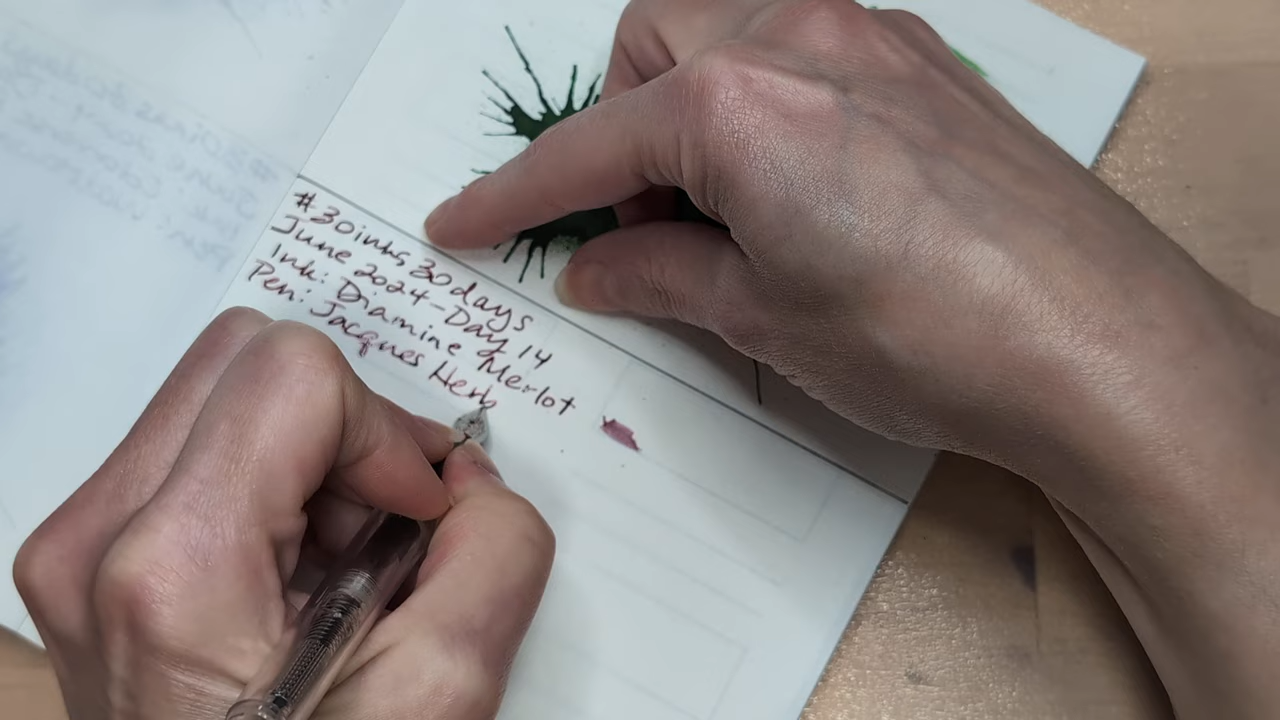 #30inks30days
June 2024-Day 14
Ink: Diamine Merlot
Pen: Jacques Herb